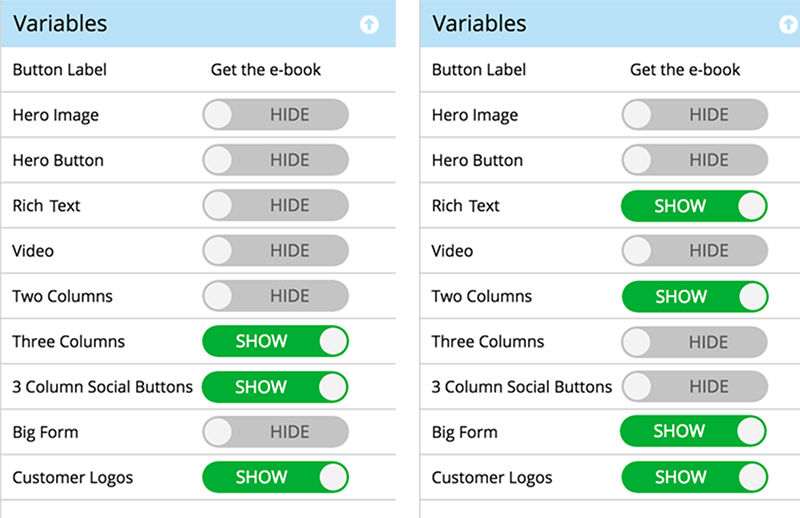 Variables
Button Label Get the e-book
Hero Image HIDE
Hero Button HIDE
Rich Text HIDE
Video HIDE
Two Columns HIDE
Three Columns SHOW
3 Column Social Buttons SHOW
Big Form HIDE
Customer Logos SHOW
Variables
Button Label Get the e-book
Hero Image HIDE
Hero Button HIDE
Rich Text SHOW
Video HIDE
Two Columns SHOW
Three Columns HIDE
3 Column Social Buttons HIDE
Big Form SHOW
Customer Logos SHOW